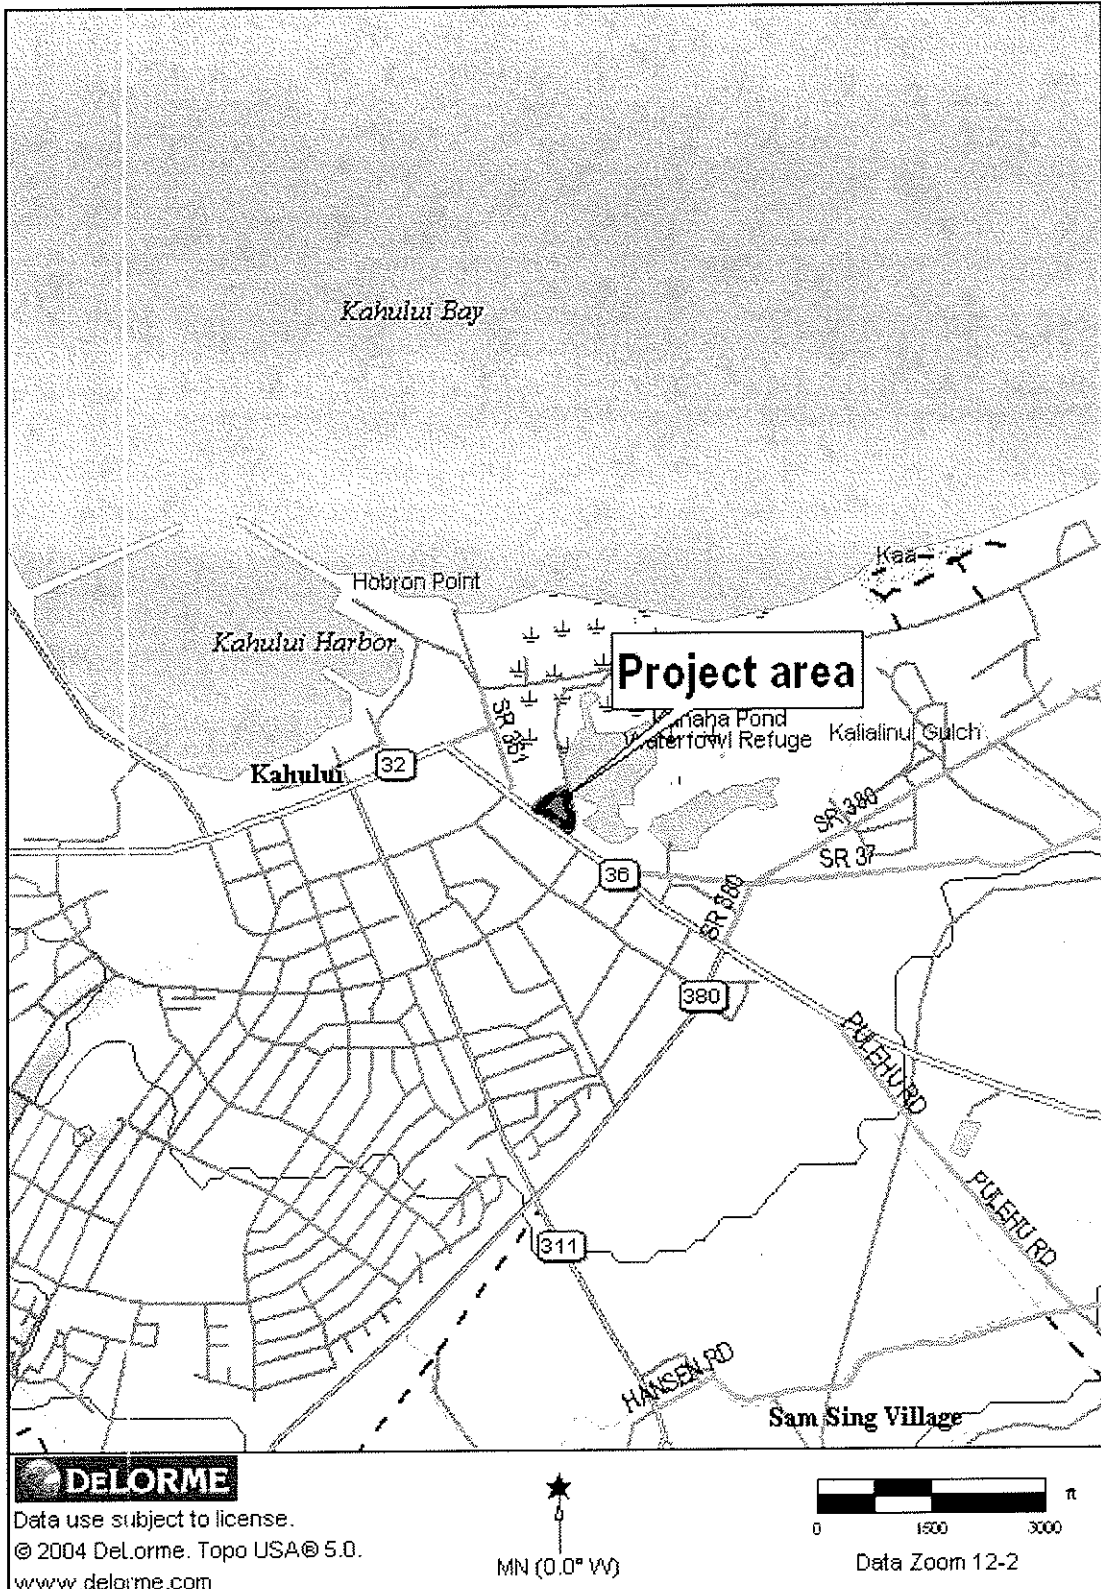 Kahului Bay
Kaa
Hobron Point
Kahului Harbor
Project area
SR 361
Pond
Waterfowl Refuge
Kalialinui Gulch
32
Kahului
SR 380
SR 37
36
SR 380
380
PULEHU RD
PULEHU RD
311
HANSEN RD
Sam Sing Village
DELORME
Data use subject to license.
© 2004 DeLorme. Topo USA® 5.0.
www.delorme.com
MN (0.0° W)
ft
0 1500 3000
Data Zoom 12-2